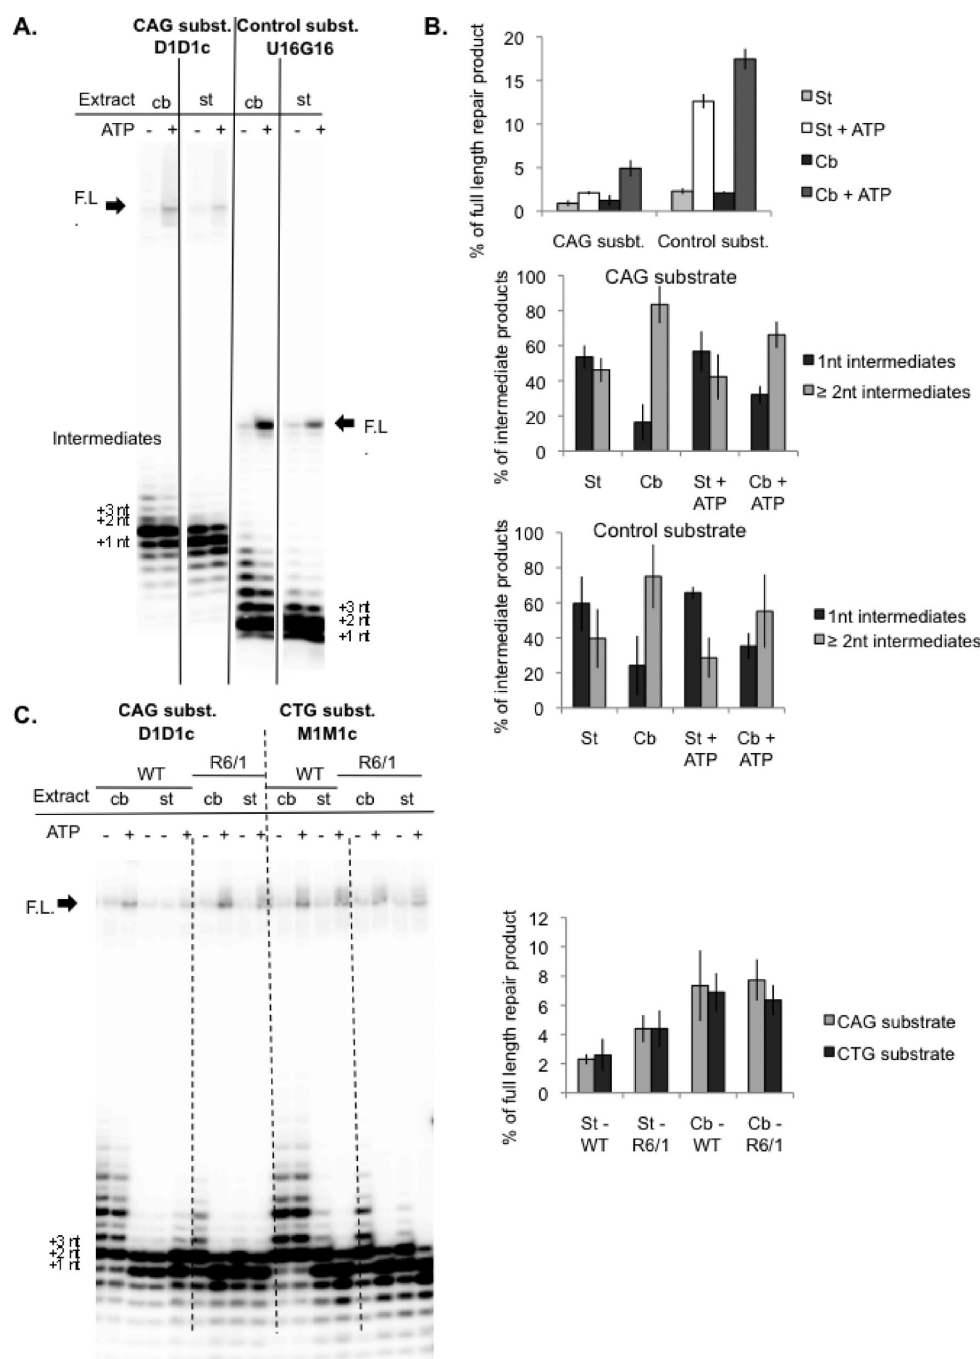 A.
CAG subst. Control subst.
D1D1c U16G16
Extract cb st cb st
ATP - + - + - + - +
F.L
.
F.L
.
Intermediates
+3 nt
+2 nt
+1 nt
+3 nt
+2 nt
+1 nt
B.
% of full length repair product
20
15
10
5
0
CAG susbt. Control subst.
St
St + ATP
Cb
Cb + ATP
CAG substrate
% of intermediate products
100
80
60
40
20
0
St Cb St + Cb +
ATP ATP
1nt intermediates
≥ 2nt intermediates
Control substrate
% of intermediate products
100
80
60
40
20
0
St Cb St + Cb +
ATP ATP
1nt intermediates
≥ 2nt intermediates
C.
CAG subst. CTG subst.
D1D1c M1M1c
WT R6/1 WT R6/1
Extract cb st cb st cb st cb st
ATP - + - - + - + - + - + - + - + - +
F.L.
+3 nt
+2 nt
+1 nt
% of full length repair product
12
10
8
6
4
2
0
St - St - Cb - Cb -
WT R6/1 WT R6/1
CAG substrate
CTG substrate